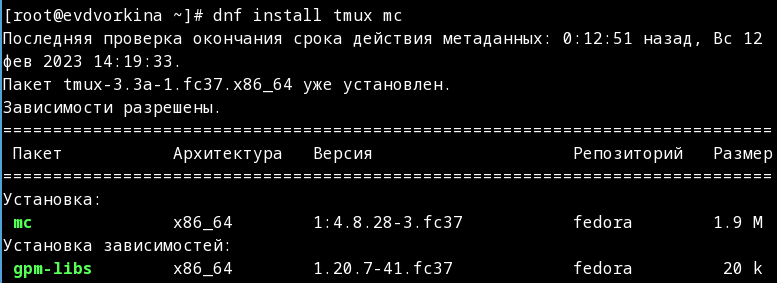 [root@evdvorkina ~]# dnf install tmux mc
Последняя проверка окончания срока действия метаданных: 0:12:51 назад, Вс 12
фев 2023 14:19:33.
Пакет tmux-3.3a-1.fc37.x86_64 уже установлен.
Зависимости разрешены.
================================================================================
Пакет Архитектура Версия Репозиторий Размер
================================================================================
Установка:
mc x86_64 1:4.8.28-3.fc37 fedora 1.9 M
Установка зависимостей:
gpm-libs x86_64 1.20.7-41.fc37 fedora 20 k